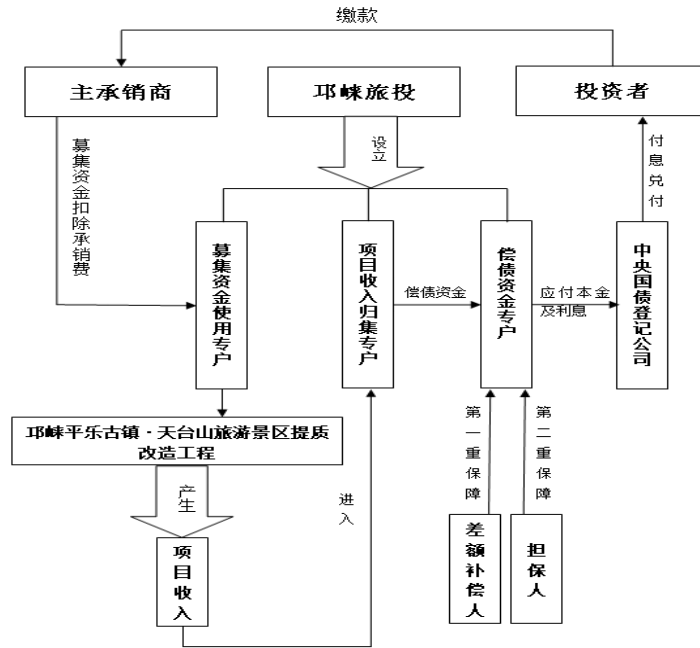 缴款
主承销商
邛崃旅投
投资者
募集资金扣除承销费
设立
付息兑付
募集资金使用专户
项目收入归集专户
偿债资金
偿债资金专户
应付本金
及利息
中央国债登记公司
邛崃平乐古镇·天台山旅游景区提质
改造工程
产生
进入
第一重保障
第二重保障
项目收入
差额补偿人
担保人